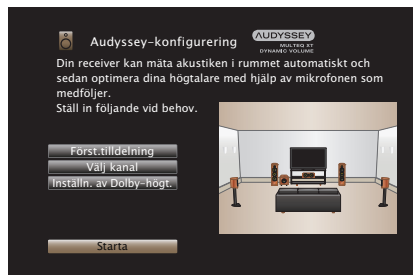 Audyssey-konfigurering
AUDYSSEY
MULTEQ XT
DYNAMIC VOLUME
Din receiver kan mäta akustiken i rummet automatiskt och
sedan optimera dina högtalare med hjälp av mikrofonen som
medföljer.
Ställ in följande vid behov.
Först.tilldelning
Välj kanal
Inställn. av Dolby-högt.
Starta